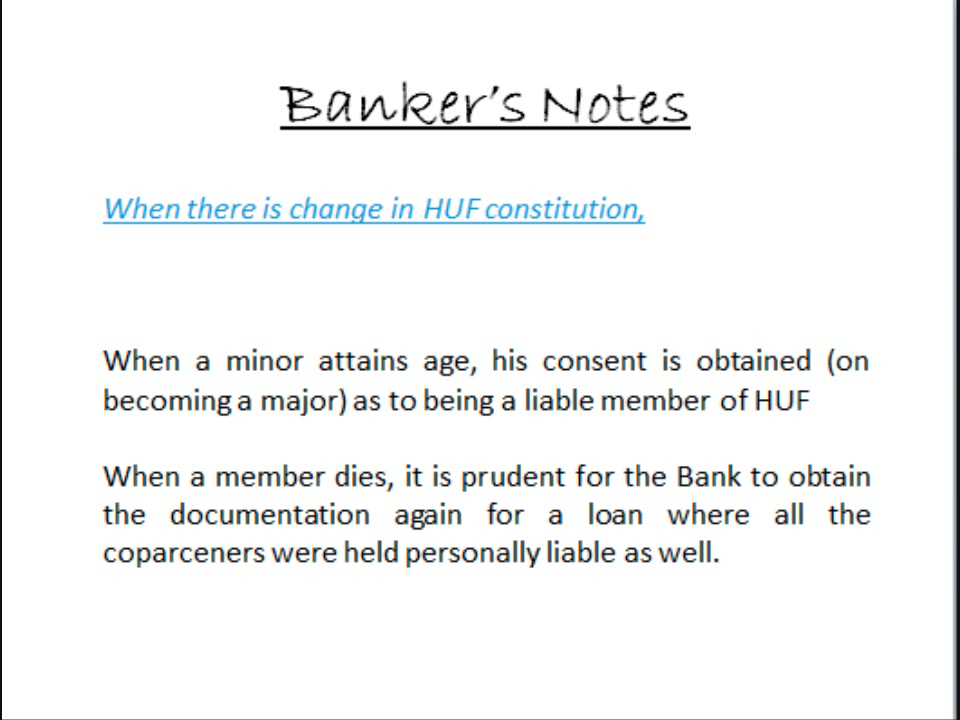 Banker's Notes
When there is change in HUF constitution,
When a minor attains age, his consent is obtained (on
becoming a major) as to being a liable member of HUF
When a member dies, it is prudent for the Bank to obtain
the documentation again for a loan where all the
coparceners were held personally liable as well.